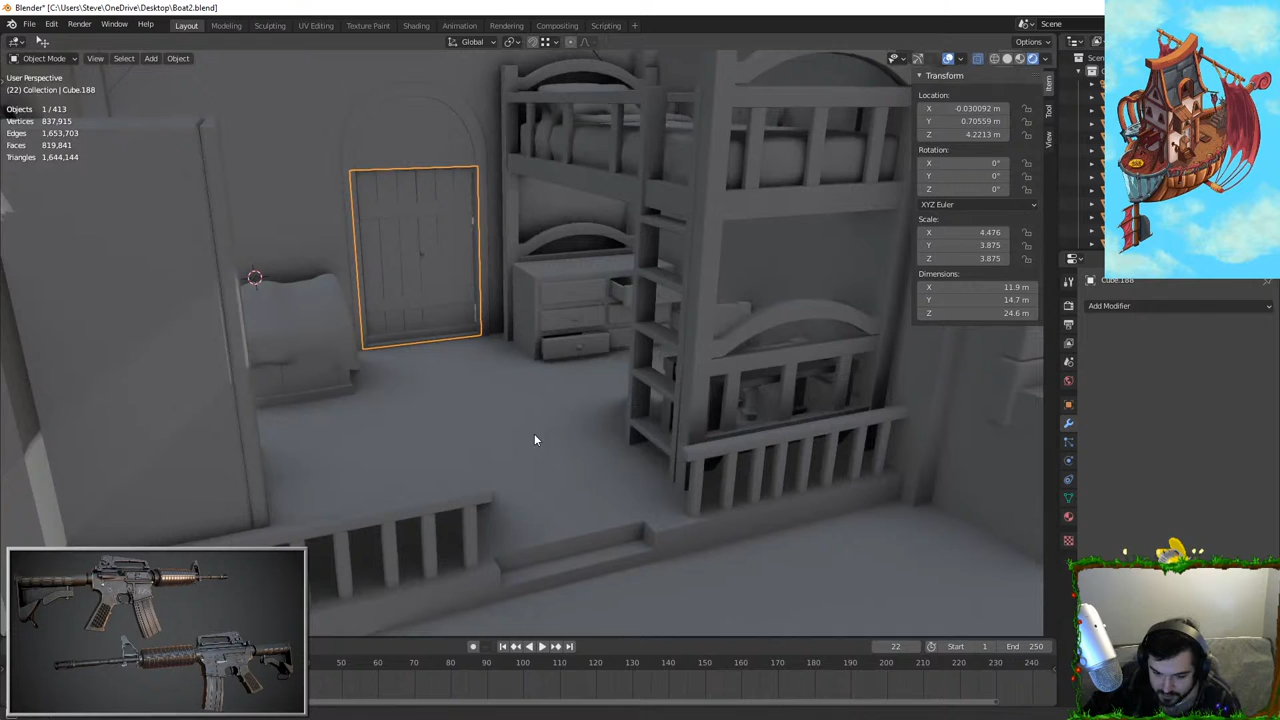 Blender* [C:\Users\Steve\OneDrive\Desktop\Boat2.blend]
File Edit Render Window Help Layout Modeling Sculpting UV Editing Texture Paint Shading Animation Rendering Compositing Scripting Scene
Global Options
Object Mode View Select Add Object
User Perspective
(22) Collection | Cube.188
Objects 1 / 413
Vertices 837,915
Edges 1,653,703
Faces 819,841
Triangles 1,644,144
Transform
Location:
X -0.030092 m
Y 0.70559 m
Z 4.2213 m
Rotation:
X 0°
Y 0°
Z 0°
XYZ Euler
Scale:
X 4.476
Y 3.875
Z 3.875
Dimensions:
X 11.9 m
Y 14.7 m
Z 24.6 m
Item
Tool
View
Cube.188
Add Modifier
22 Start 1 End 250
50 60 70 80 90 100 110 120 130 140 150 160 170 180 190 200 210 220 230 240